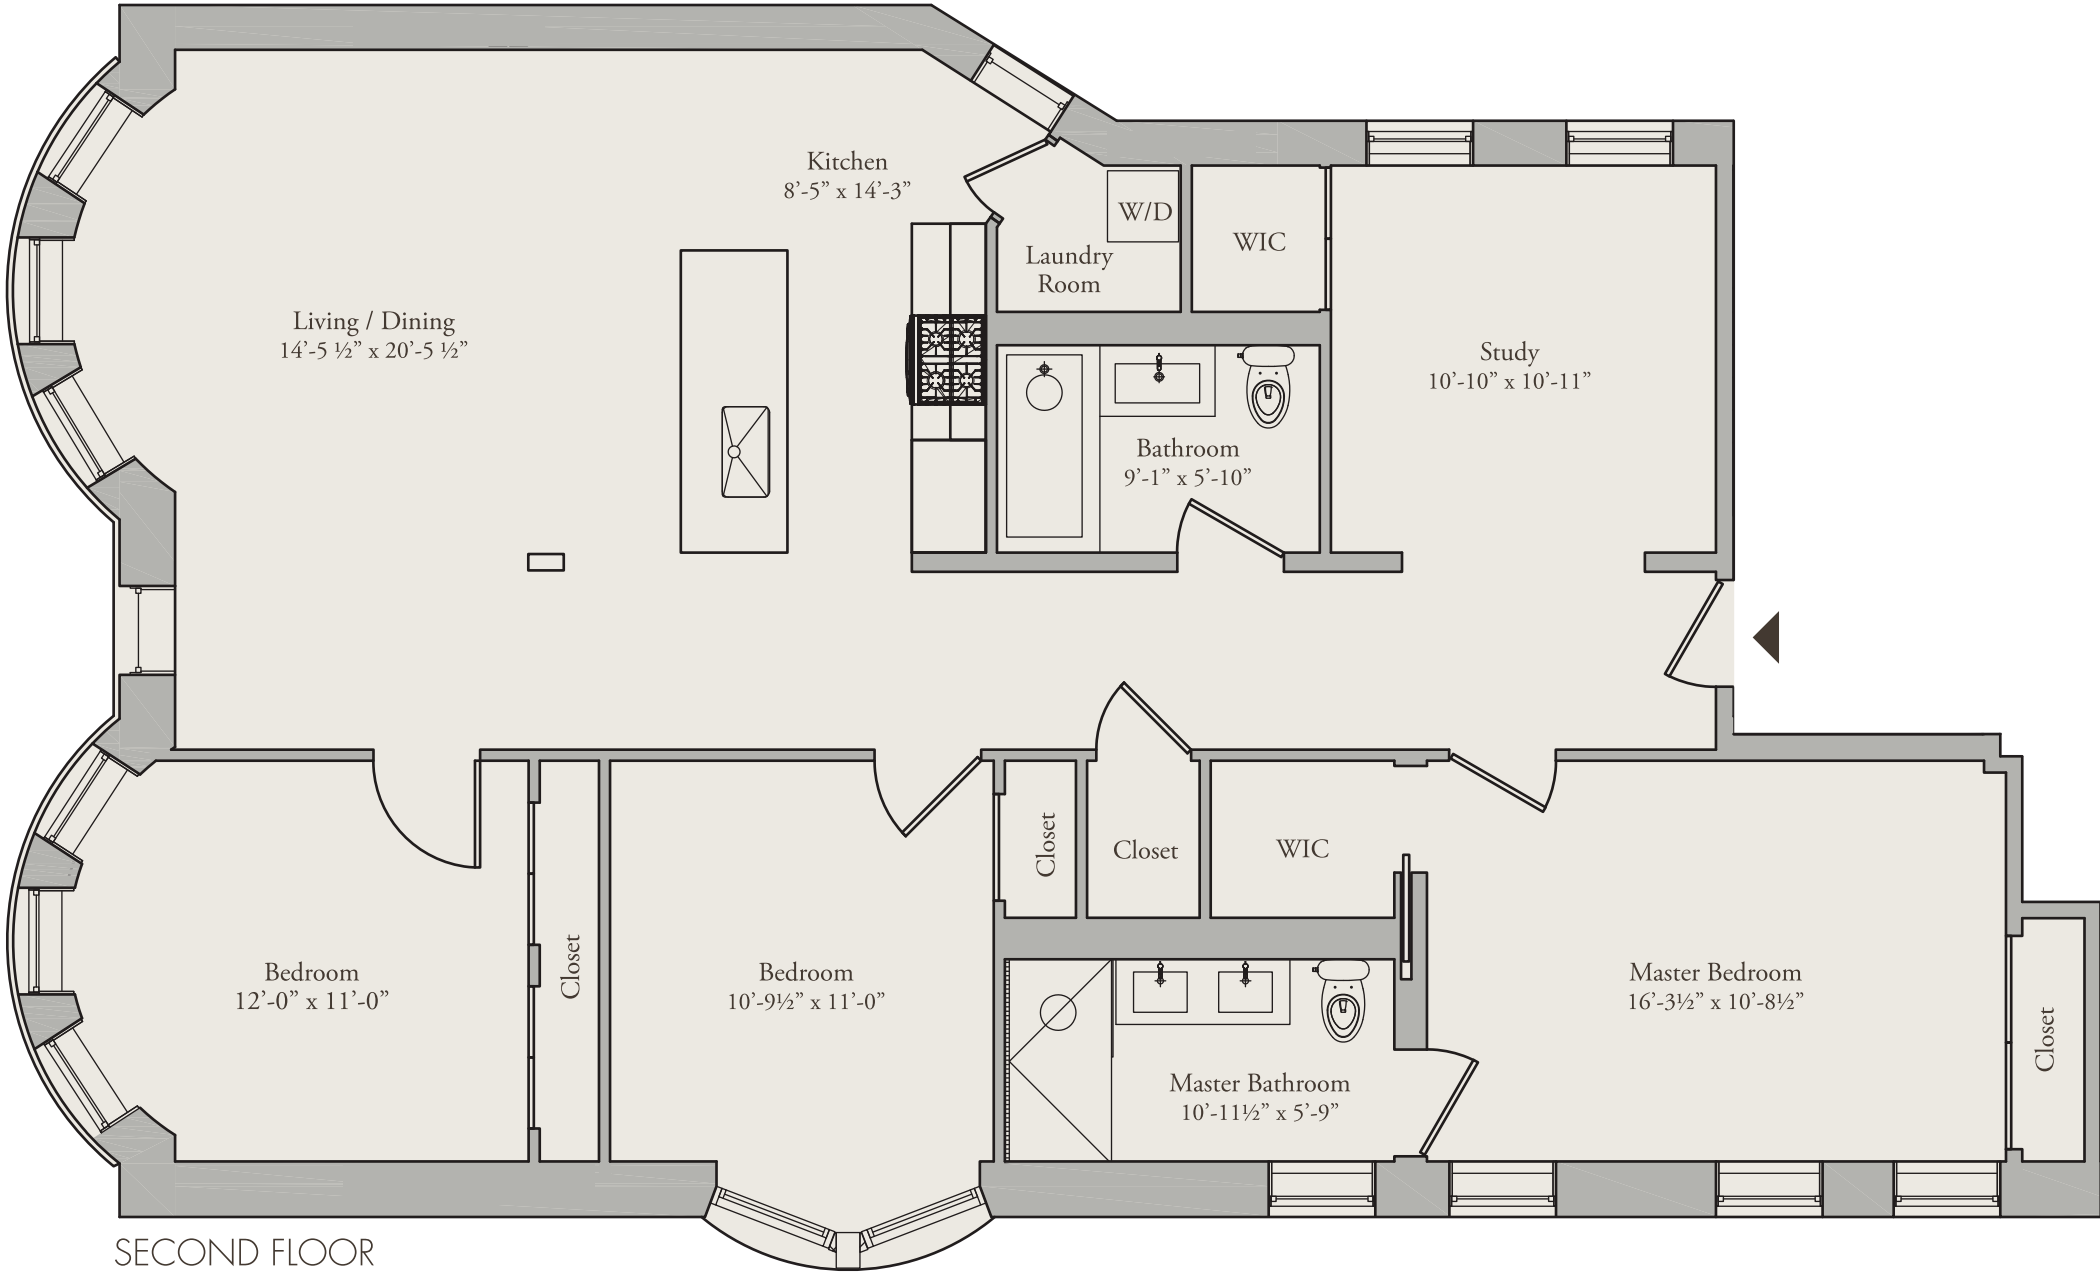 Kitchen
8’-5” x 14’-3”
W/D
WIC
Laundry
Room
Living / Dining
14’-5 ½” x 20’-5 ½”
Study
10’-10” x 10’-11”
Bathroom
9’-1” x 5’-10”
Closet
Closet
WIC
Closet
Bedroom
12’-0” x 11’-0”
Bedroom
10’-9½” x 11’-0”
Master Bedroom
16’-3½” x 10’-8½”
Closet
Master Bathroom
10’-11½” x 5’-9”
SECOND FLOOR